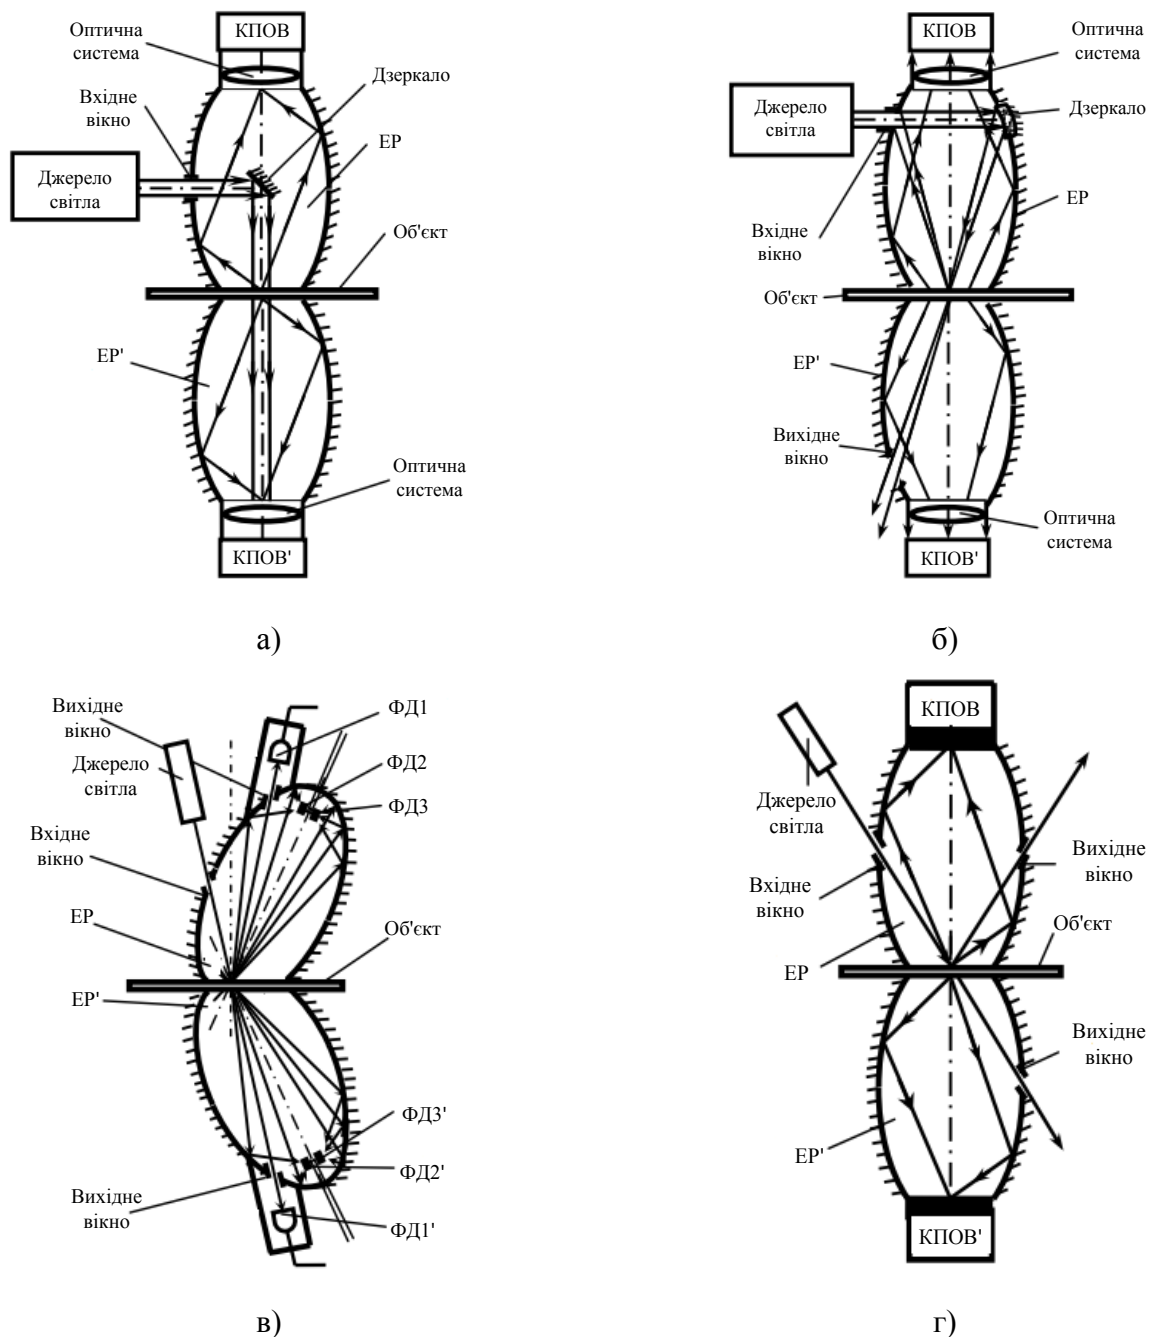 КПОВ
Оптична
система
Дзеркало
Вхідне
вікно
ЕР
Джерело
світла
Об'єкт
ЕР'
Оптична
система
КПОВ'
а)
КПОВ
Оптична
система
Джерело
світла
Дзеркало
ЕР
Вхідне
вікно
Об'єкт
ЕР'
Вихідне
вікно
Оптична
система
КПОВ'
б)
Вихідне
вікно
ФД1
Джерело
світла
ФД2
ФД3
Вхідне
вікно
ЕР
Об'єкт
ЕР'
ФД3'
ФД2'
Вихідне
вікно
ФД1'
в)
КПОВ
Джерело
світла
Вихідне
вікно
Вхідне
вікно
Об'єкт
ЕР
Вихідне
вікно
ЕР'
КПОВ'
г)